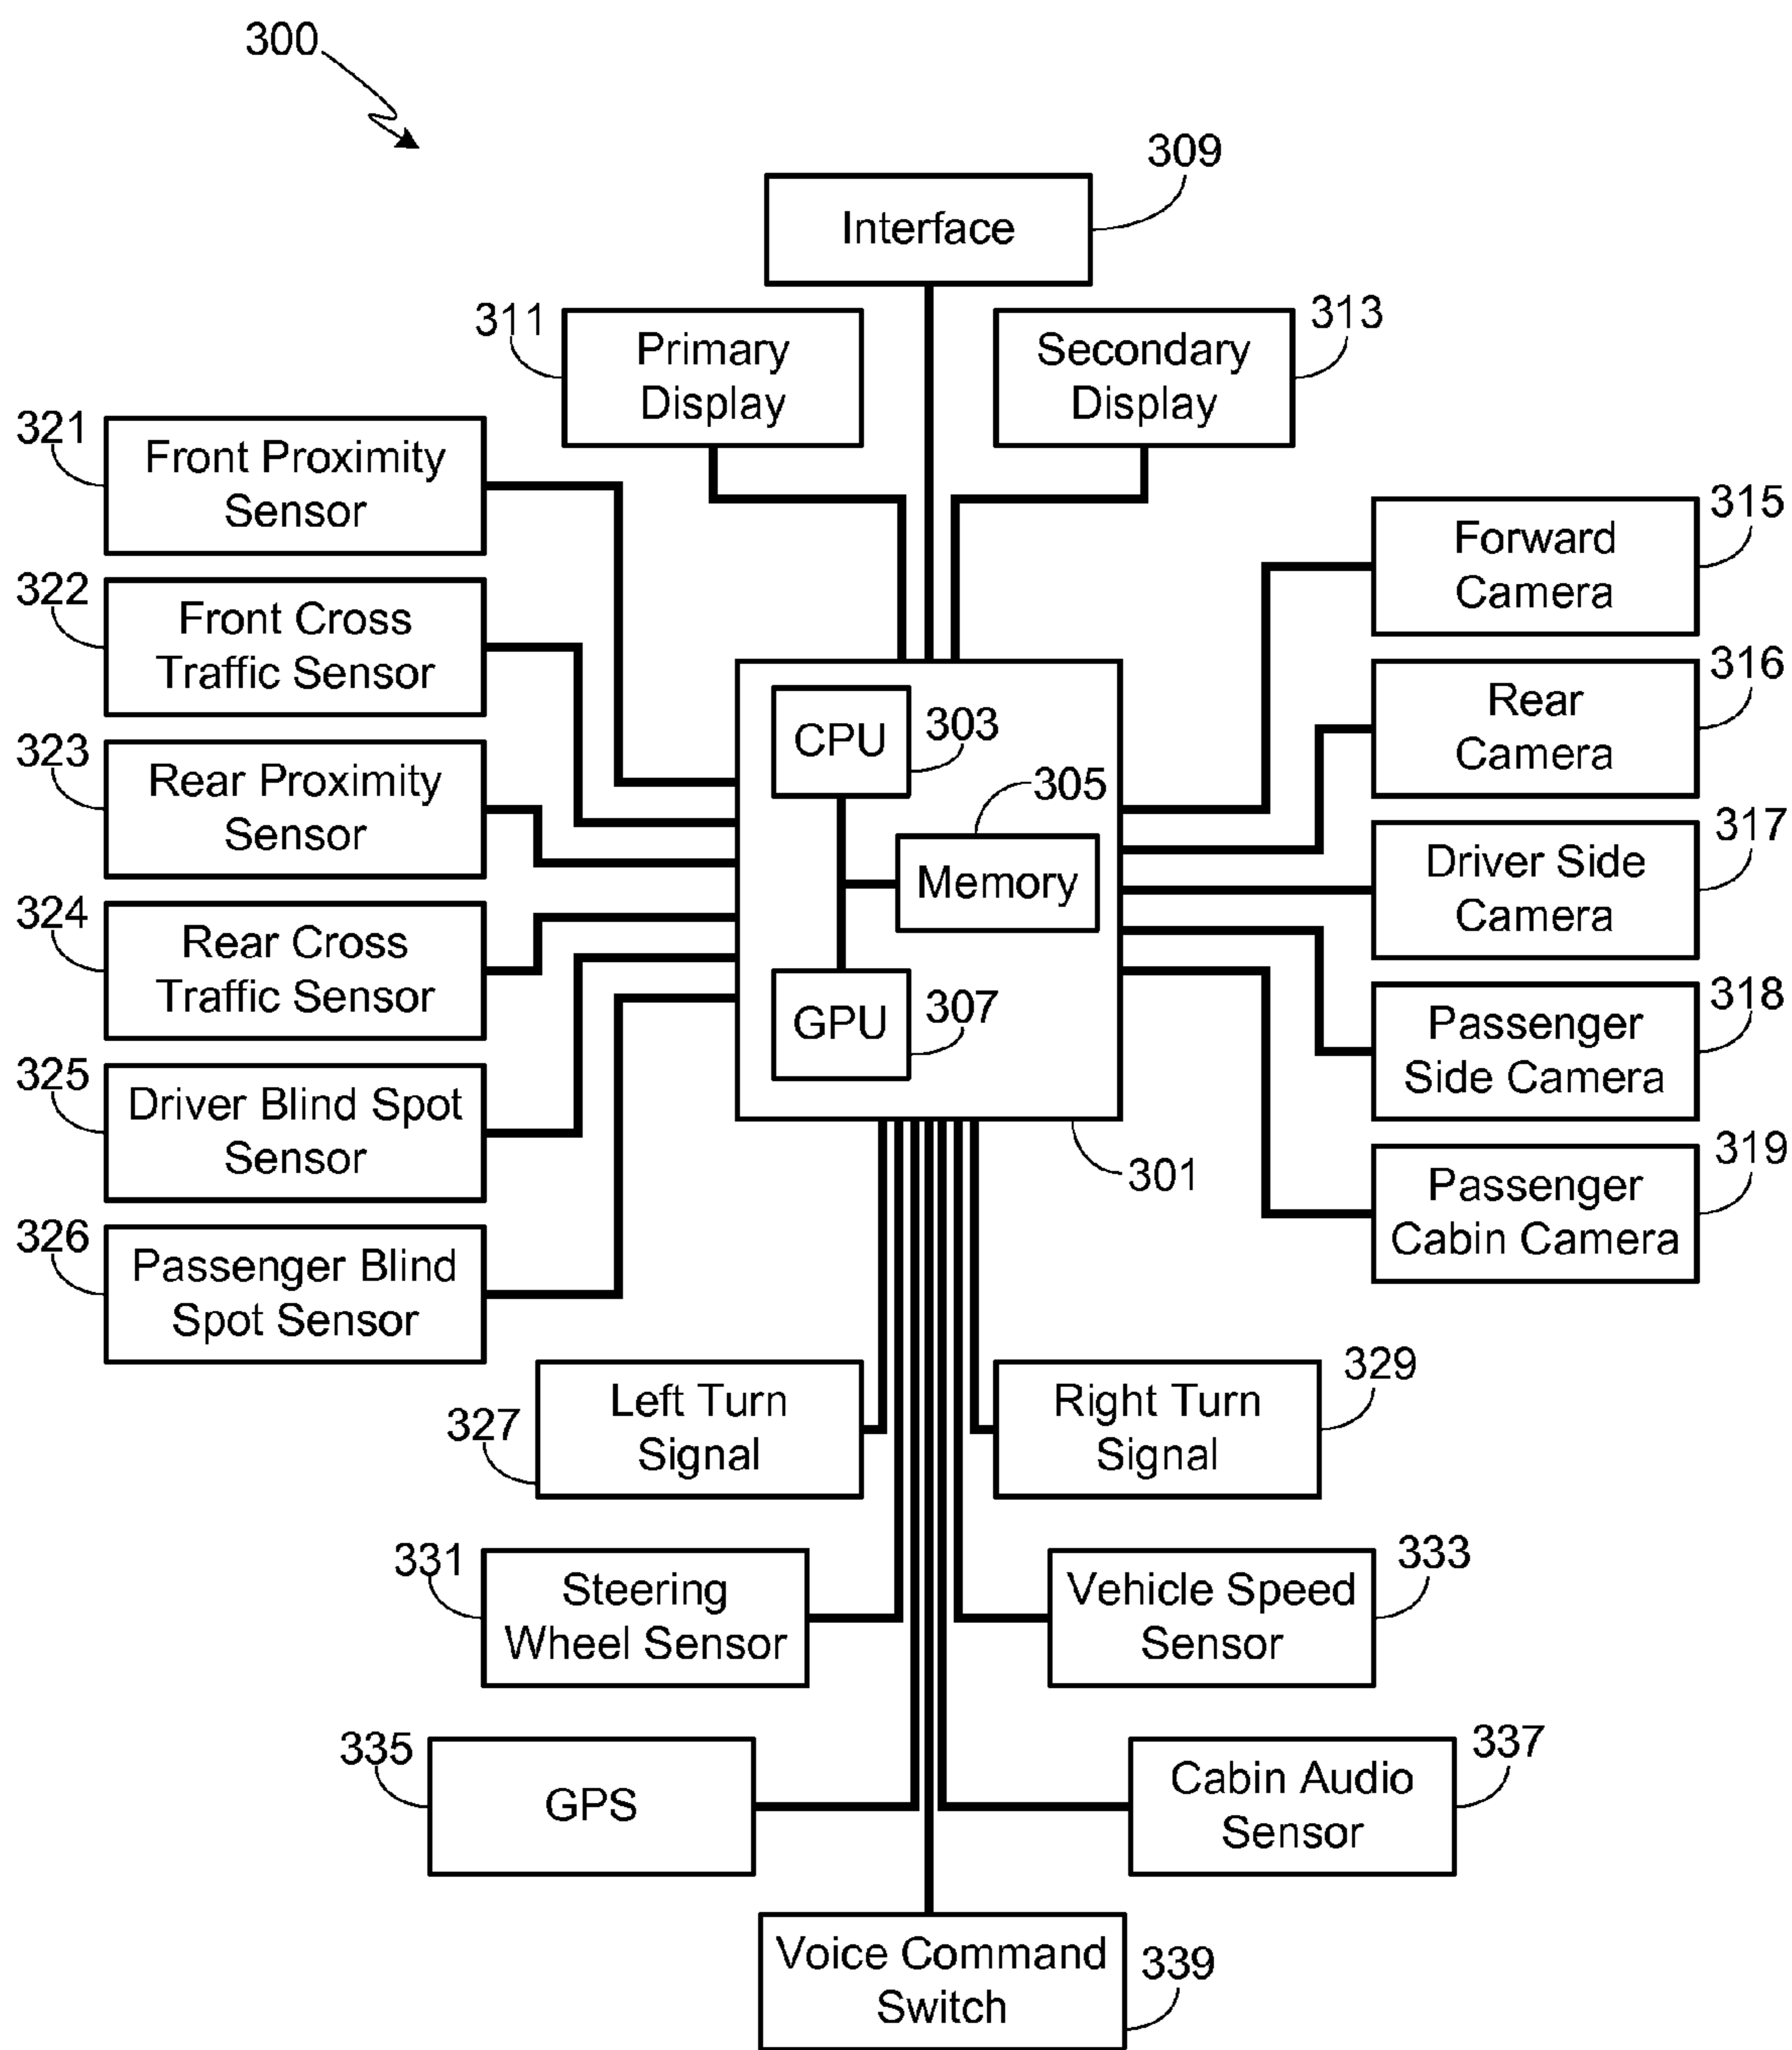 300
309
Interface
311
Primary
Display
313
Secondary
Display
321
Front Proximity
Sensor
322
Front Cross
Traffic Sensor
323
Rear Proximity
Sensor
324
Rear Cross
Traffic Sensor
325
Driver Blind Spot
Sensor
326
Passenger Blind
Spot Sensor
CPU
303
305
Memory
GPU
307
301
315
Forward
Camera
316
Rear
Camera
317
Driver Side
Camera
318
Passenger
Side Camera
319
Passenger
Cabin Camera
327
Left Turn
Signal
329
Right Turn
Signal
331
Steering
Wheel Sensor
333
Vehicle Speed
Sensor
335
GPS
337
Cabin Audio
Sensor
Voice Command
Switch
339